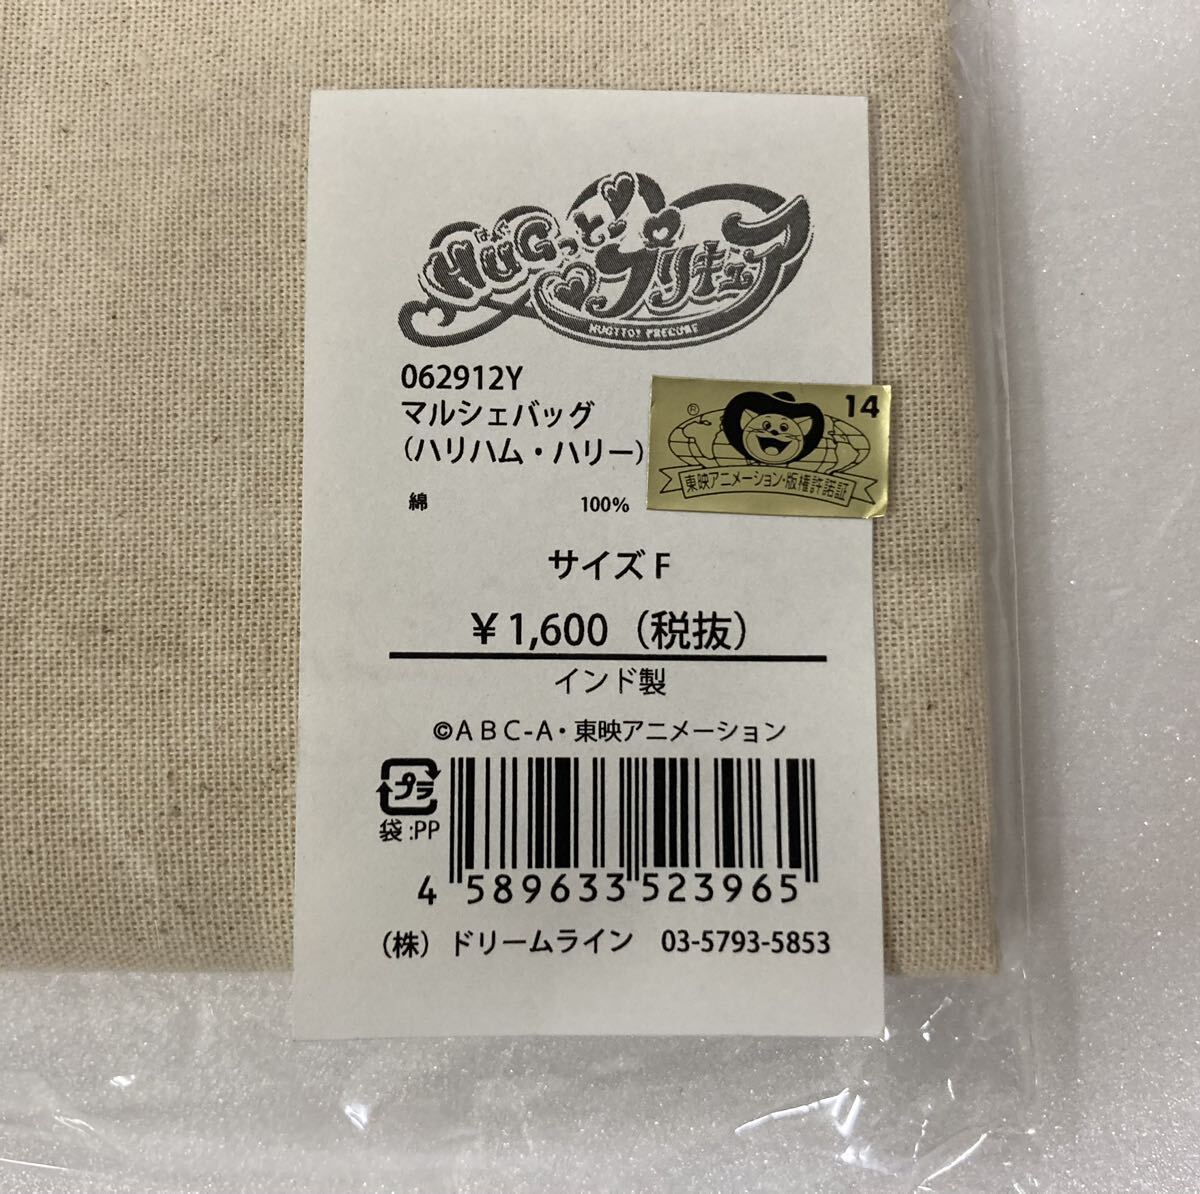 はぐ
HUGっと!
プリキュア
HUGTTO! PRECURE
062912Y
マルシェバッグ
（ハリハム・ハリー）
綿 100%
® 14
東映アニメーション・版権許諾証
サイズ F
¥ 1,600（税抜）
インド製
©ABC-A・東映アニメーション
プラ
袋:PP
4 589633 523965
（株）ドリームライン 03-5793-5853